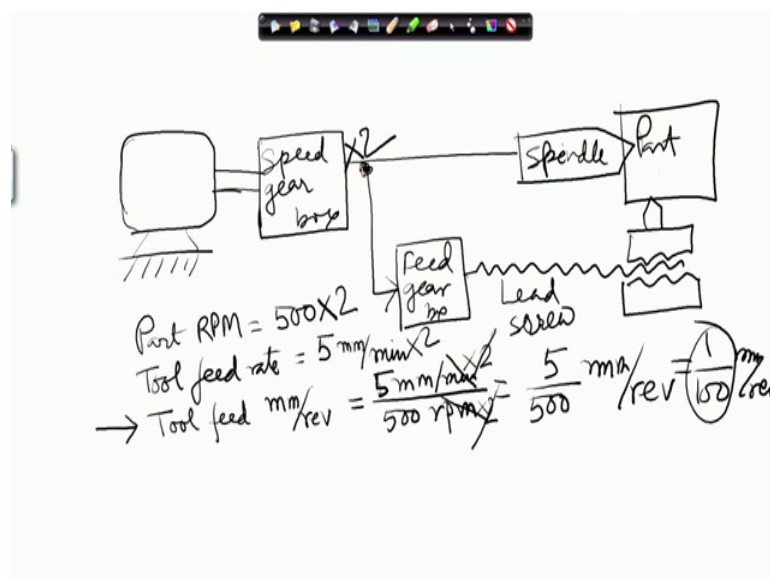 Speed
gear
box
X2
Spindle
Part
Feed
gear
bx
Lead
screw
Part RPM = 500 X 2
Tool feed rate = 5 mm/min X 2
→ Tool feed mm/rev = 5 mm/min X 2 / 500 rpm X 2 = 5/500 mm/rev = 1/100 mm/rev